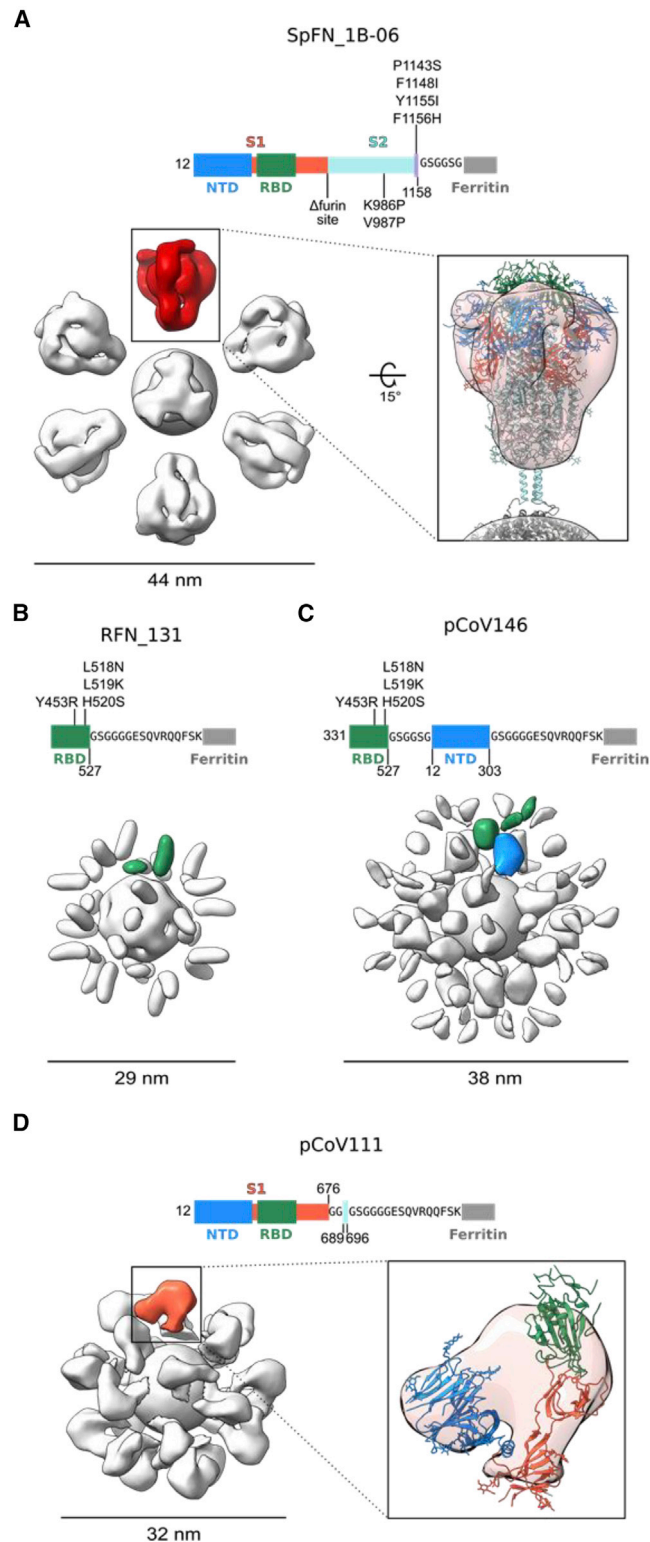 A
SpFN_1B-06
P1143S
F1148I
Y1155I
F1156H
S1
S2
12
GSGGSG
NTD
RBD
1158
Ferritin
Δfurin
site
K986P
V987P
15°
44 nm
B
RFN_131
L518N
L519K
Y453R
H520S
GSGGGGESQVRQQFSK
RBD
527
Ferritin
29 nm
C
pCoV146
L518N
L519K
Y453R
H520S
331
GSGGSG
GSGGGGESQVRQQFSK
RBD
527
12
NTD
303
Ferritin
38 nm
D
pCoV111
S1
676
12
GG
GSGGGGESQVRQQFSK
NTD
RBD
689
696
Ferritin
32 nm